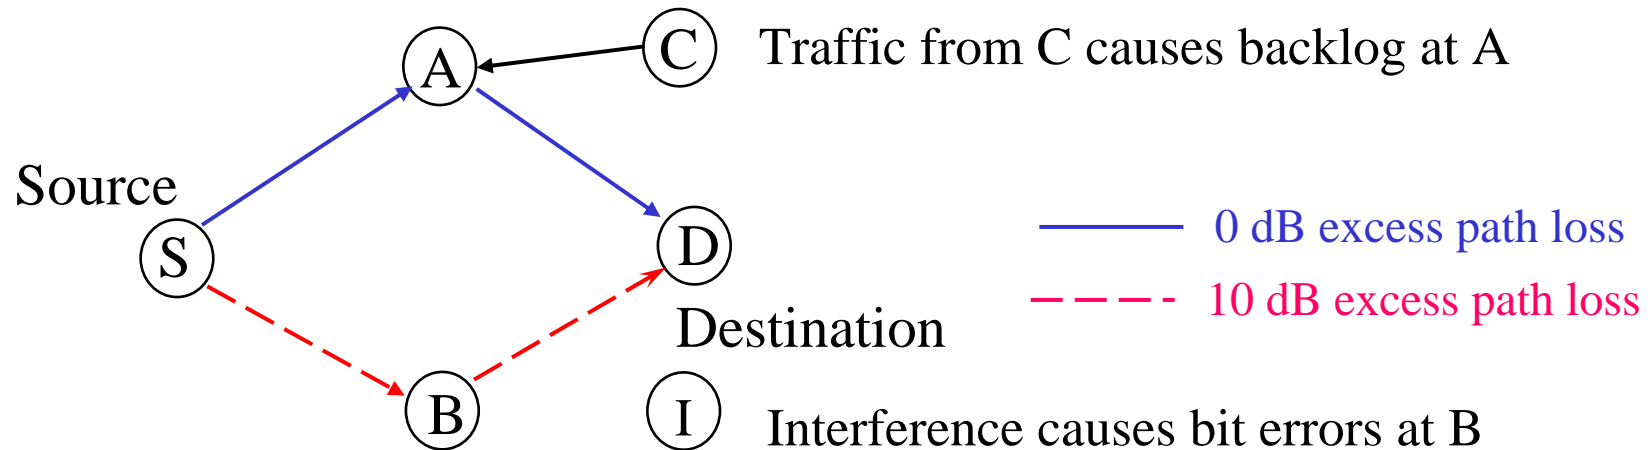 A
C
Traffic from C causes backlog at A
Source
S
D
0 dB excess path loss
10 dB excess path loss
Destination
B
I
Interference causes bit errors at B